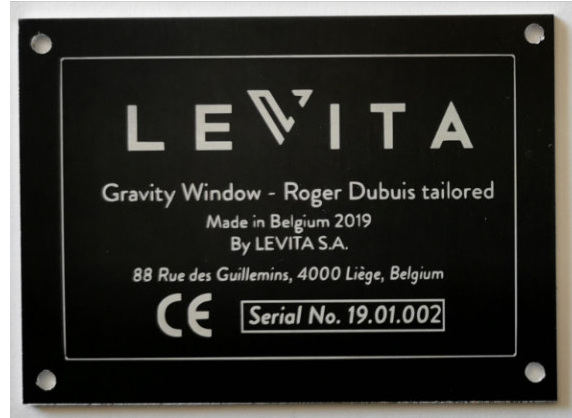 LEVITA
Gravity Window - Roger Dubuis tailored
Made in Belgium 2019
By LEVITA S.A.
88 Rue des Guillemins, 4000 Liège, Belgium
CE Serial No. 19.01.002